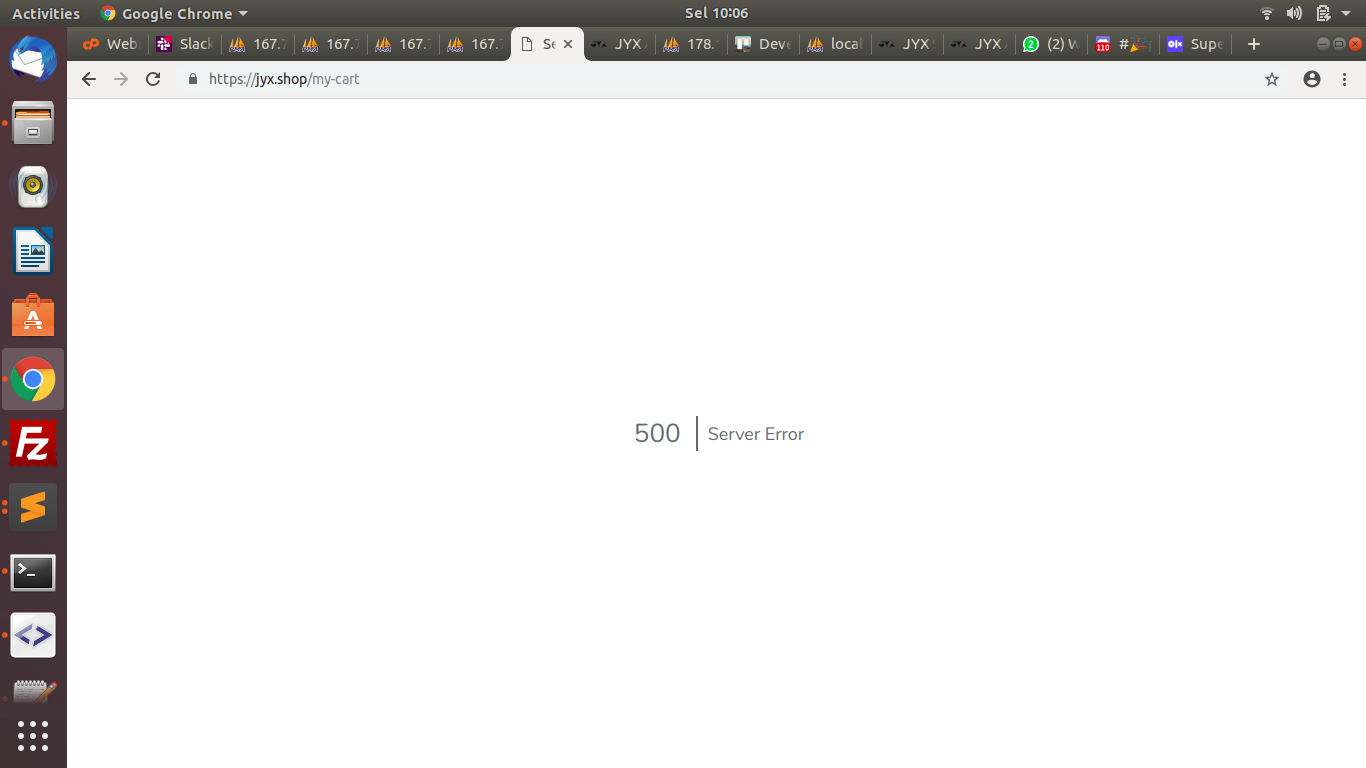 Activities
Google Chrome
Sel 10:06
Web
Slack
167.7
167.7
167.7
167.7
Se
JYX
178.
Deve
local
JYX
JYX
2
(2) W
110
#
Supe
https://jyx.shop/my-cart
500
Server Error